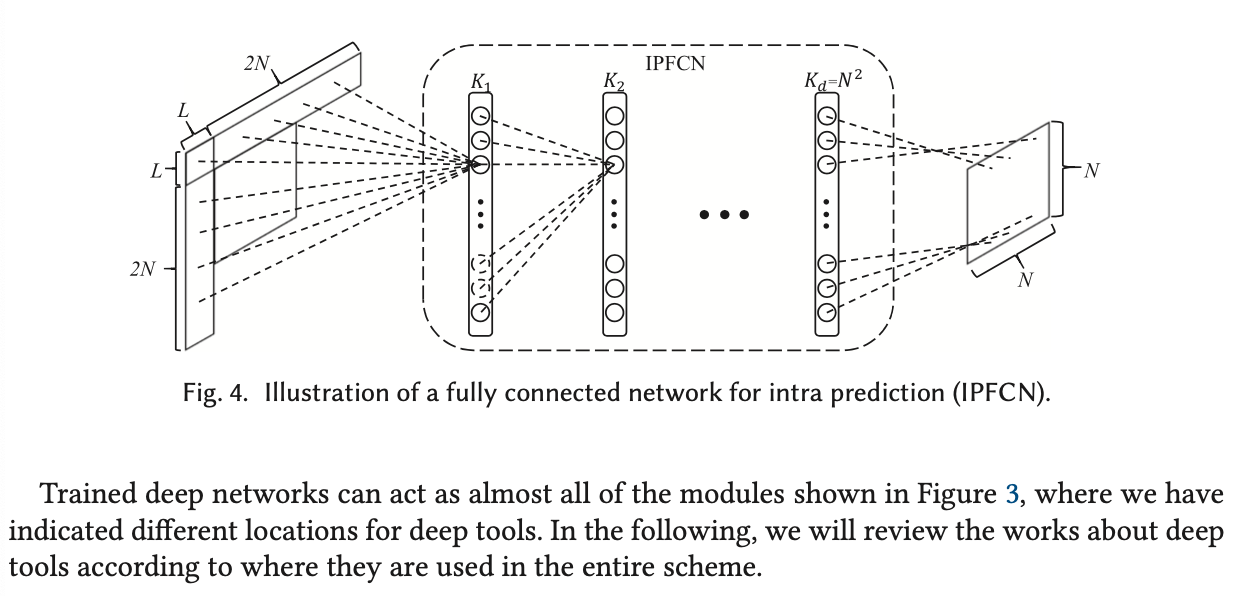 2N
IPFCN
K₁
K₂
K_d=N²
L
L
N
2N
N
Fig. 4. Illustration of a fully connected network for intra prediction (IPFCN).
Trained deep networks can act as almost all of the modules shown in Figure 3, where we have
indicated different locations for deep tools. In the following, we will review the works about deep
tools according to where they are used in the entire scheme.